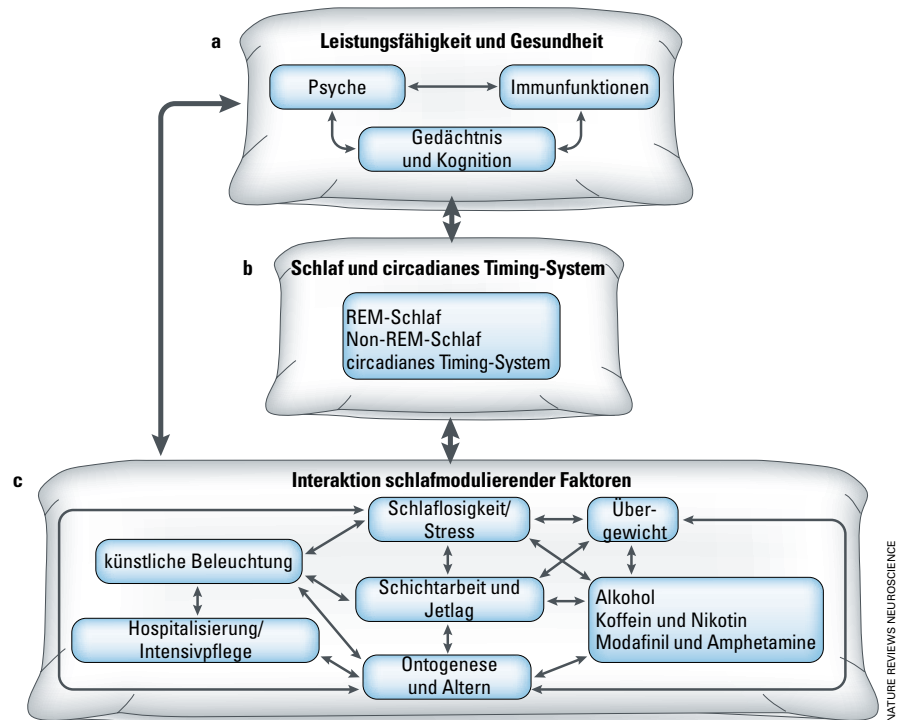 a
Leistungsfähigkeit und Gesundheit
Psyche
Immunfunktionen
Gedächtnis
und Kognition
b
Schlaf und circadianes Timing-System
REM-Schlaf
Non-REM-Schlaf
circadianes Timing-System
c
Interaktion schlafmodulierender Faktoren
Schlaflosigkeit/
Stress
Über-
gewicht
künstliche Beleuchtung
Schichtarbeit und
Jetlag
Alkohol
Koffein und Nikotin
Modafinil und Amphetamine
Hospitalisierung/
Intensivpflege
Ontogenese
und Altern
NATURE REVIEWS NEUROSCIENCE